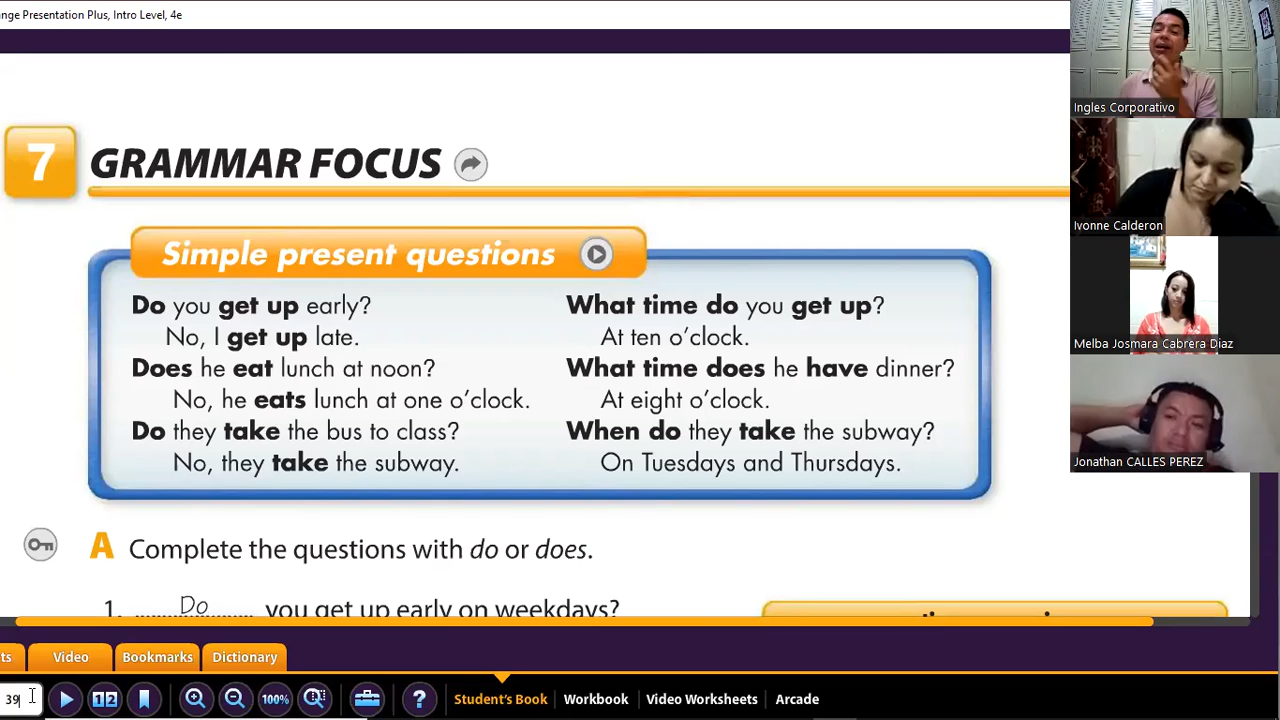 nge Presentation Plus, Intro Level, 4e
7 GRAMMAR FOCUS
Simple present questions
Do you get up early?
No, I get up late.
Does he eat lunch at noon?
No, he eats lunch at one o'clock.
Do they take the bus to class?
No, they take the subway.
What time do you get up?
At ten o'clock.
What time does he have dinner?
At eight o'clock.
When do they take the subway?
On Tuesdays and Thursdays.
A Complete the questions with do or does.
1. Do you get up early on weekdays?
Ingles Corporativo
Ivonne Calderon
Melba Josmara Cabrera Diaz
Jonathan CALLES PEREZ
ts Video Bookmarks Dictionary
39 12 100% ? Student's Book Workbook Video Worksheets Arcade